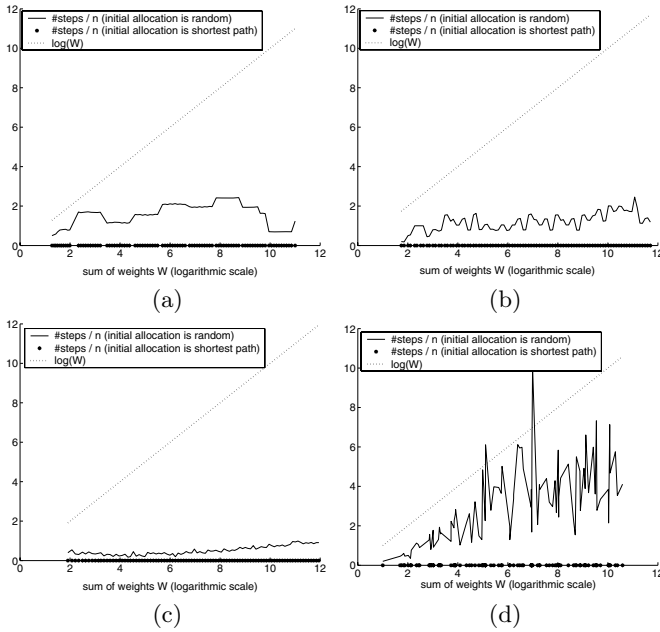 12
#steps / n (initial allocation is random)
#steps / n (initial allocation is shortest path)
log(W)
10
8
6
4
2
0
0 2 4 6 8 10 12
sum of weights W (logarithmic scale)
(a)
12
#steps / n (initial allocation is random)
#steps / n (initial allocation is shortest path)
log(W)
10
8
6
4
2
0
0 2 4 6 8 10 12
sum of weights W (logarithmic scale)
(b)
12
#steps / n (initial allocation is random)
#steps / n (initial allocation is shortest path)
log(W)
10
8
6
4
2
0
0 2 4 6 8 10 12
sum of weights W (logarithmic scale)
(c)
12
#steps / n (initial allocation is random)
#steps / n (initial allocation is shortest path)
log(W)
10
8
6
4
2
0
0 2 4 6 8 10 12
sum of weights W (logarithmic scale)
(d)